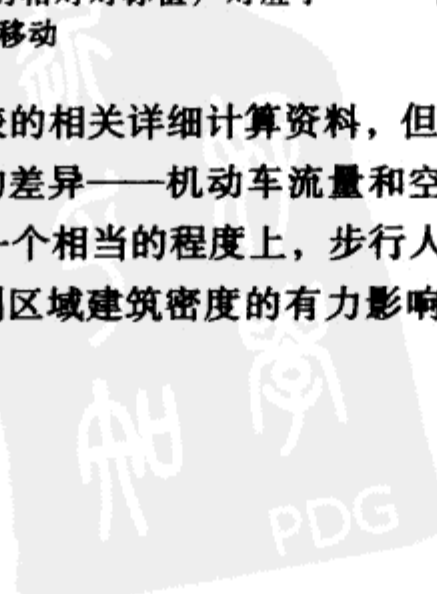 移动
的相关详细计算资料，但
的差异——机动车流量和空
一个相当的程度上，步行人
区域建筑密度的有力影响
PDG